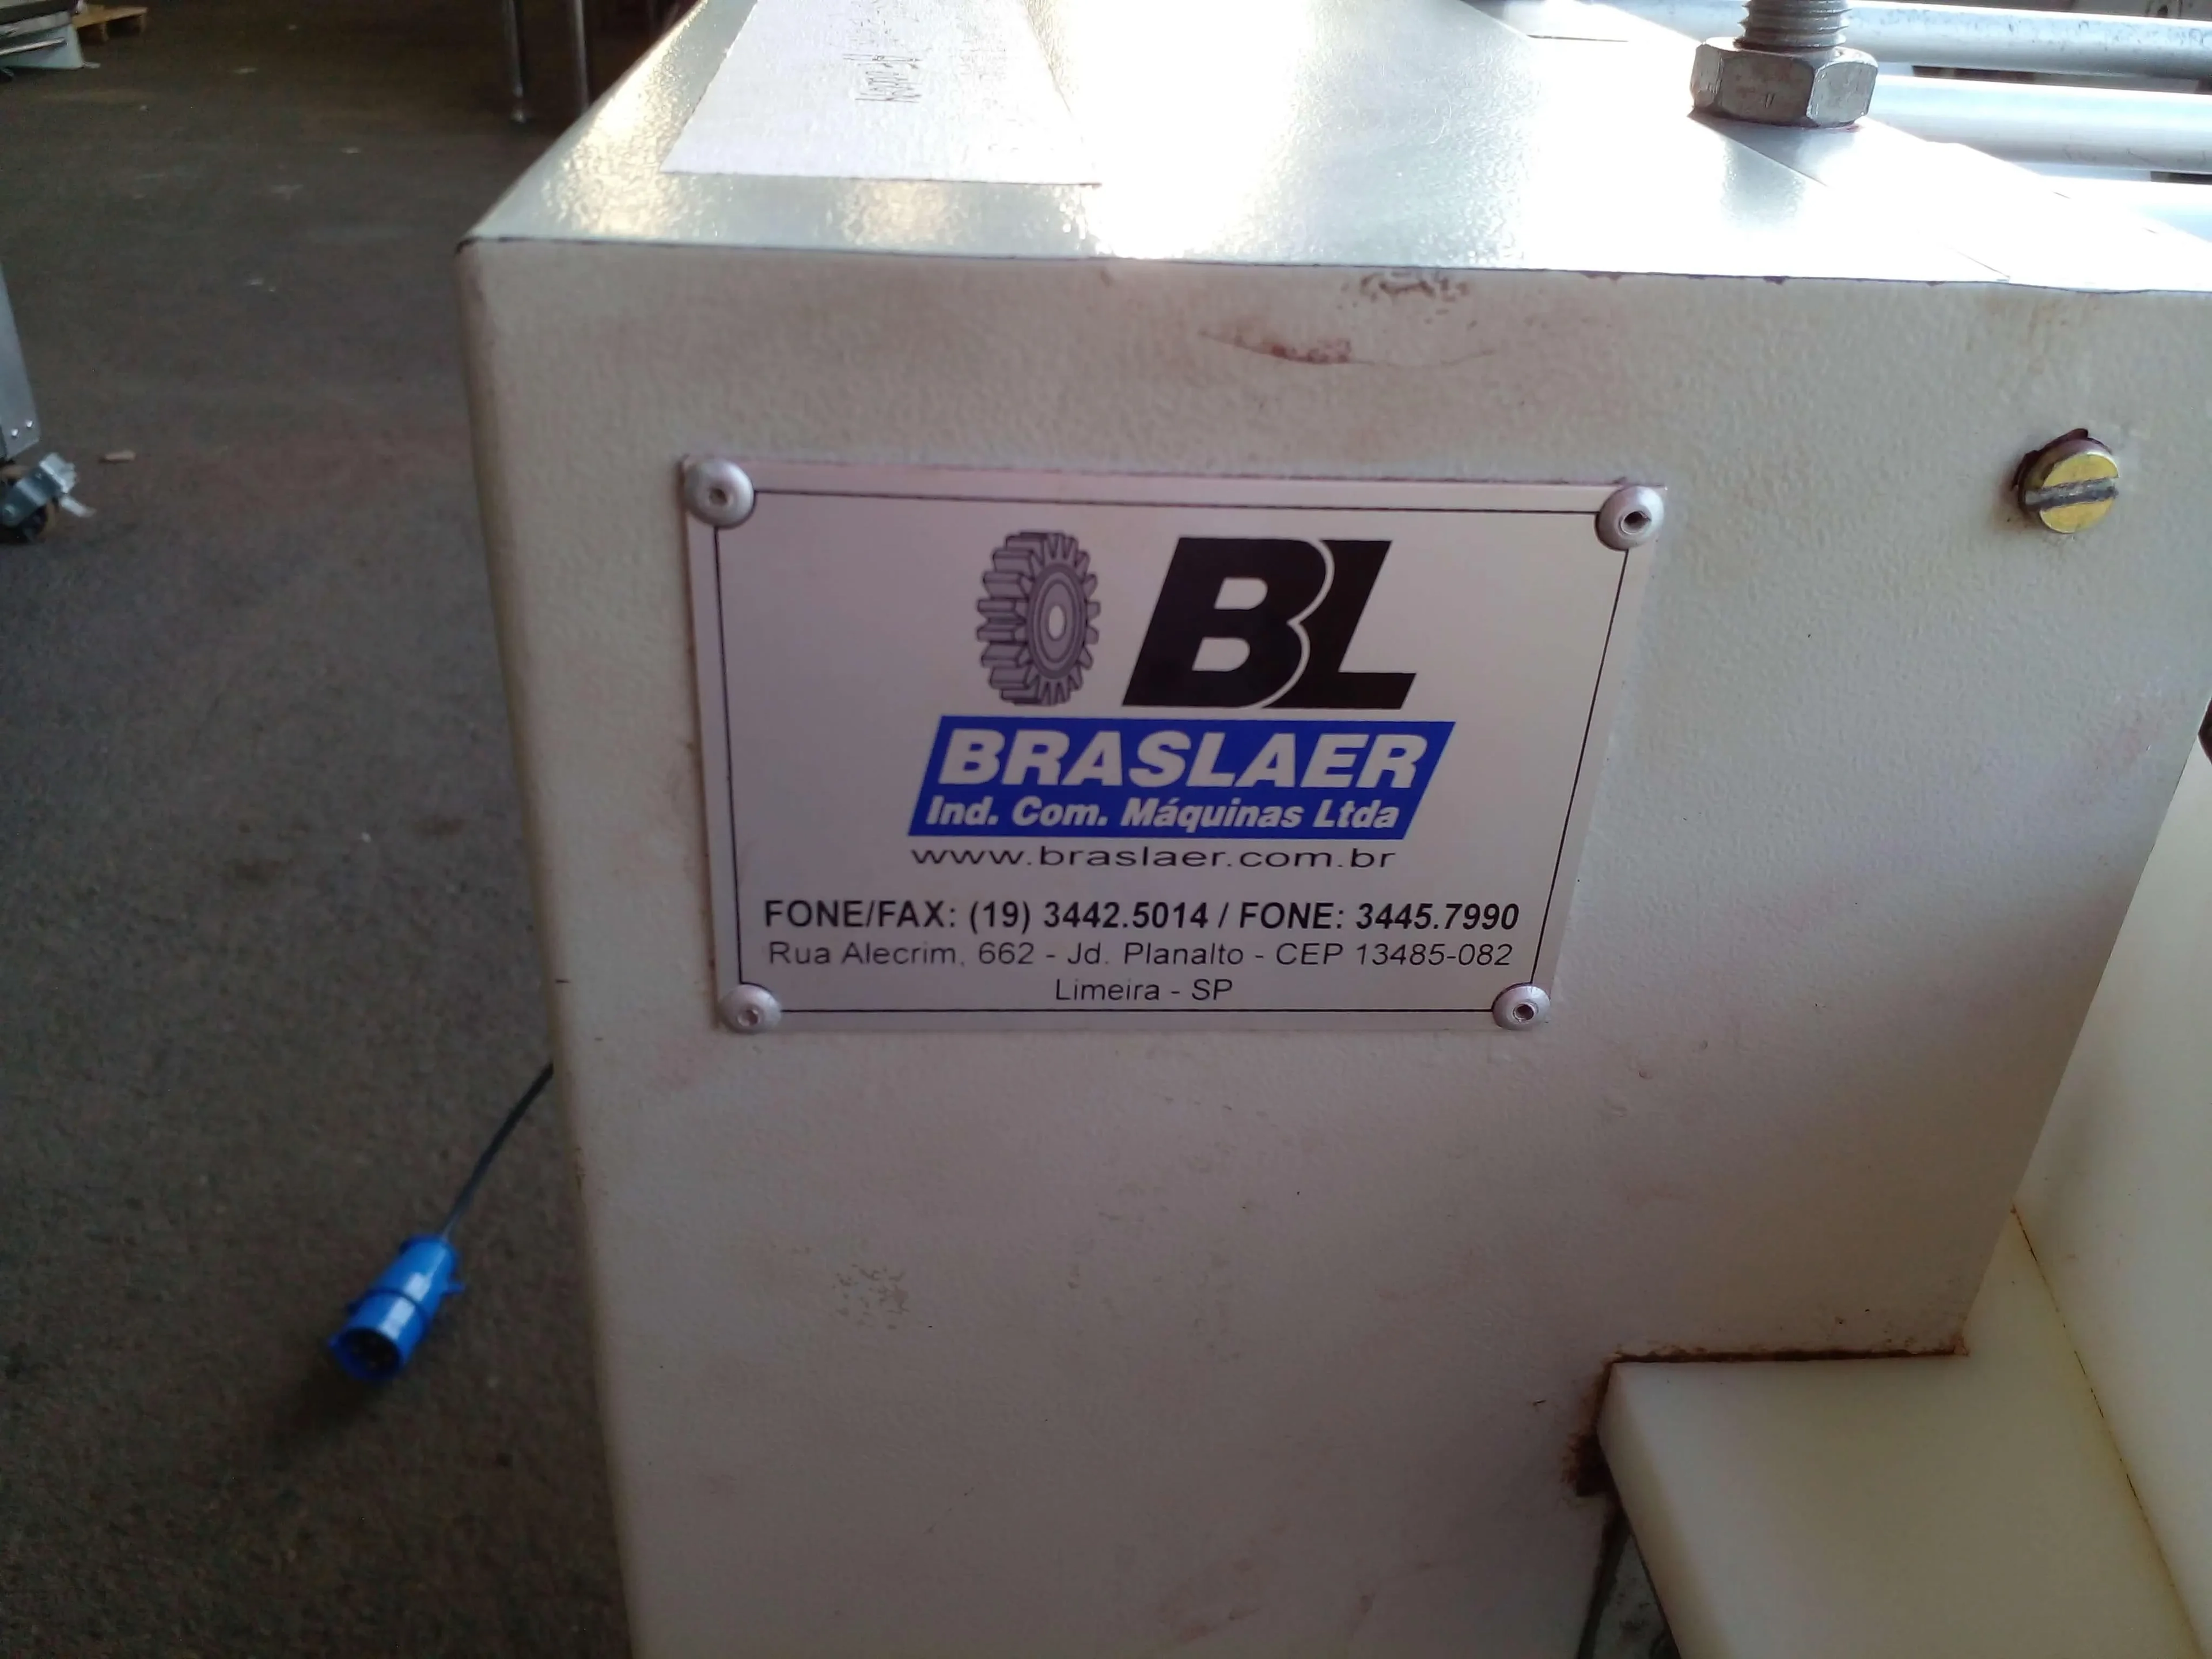 BL
BRASLAER
Ind. Com. Máquinas Ltda
www.braslaer.com.br
FONE/FAX: (19) 3442.5014 / FONE: 3445.7990
Rua Alecrim, 662 - Jd. Planalto - CEP 13485-082
Limeira - SP